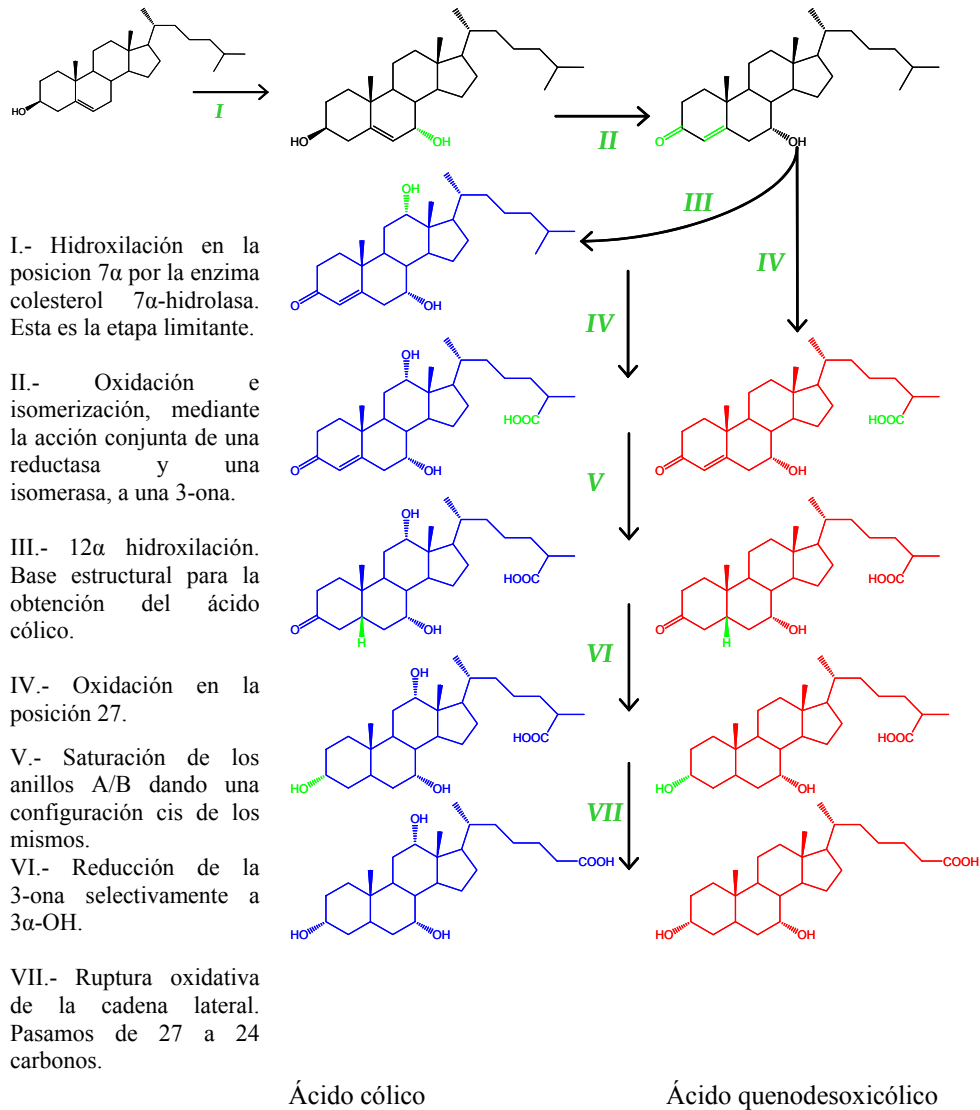 HO
I
HO
OH
II
O
OH
OH
III
O
OH
IV
IV
I.- Hidroxilación en la
posicion 7α por la enzima
colesterol 7α-hidrolasa.
Esta es la etapa limitante.
II.- Oxidación e
isomerización, mediante
la acción conjunta de una
reductasa y una
isomerasa, a una 3-ona.
III.- 12α hidroxilación.
Base estructural para la
obtención del ácido
cólico.
IV.- Oxidación en la
posición 27.
V.- Saturación de los
anillos A/B dando una
configuración cis de los
mismos.
VI.- Reducción de la
3-ona selectivamente a
3α-OH.
VII.- Ruptura oxidativa
de la cadena lateral.
Pasamos de 27 a 24
carbonos.
OH
HOOC
O
OH
HOOC
O
OH
V
OH
HOOC
O
H
OH
HOOC
O
H
OH
VI
OH
HOOC
HO
OH
HOOC
HO
OH
VII
OH
COOH
HO
OH
COOH
HO
OH
Ácido cólico
Ácido quenodesoxicólico